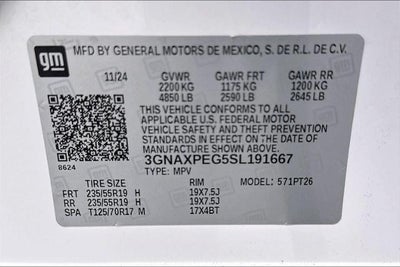 gm
MFD BY GENERAL MOTORS DE MEXICO, S. DE R.L. DE C.V.
11/24 GVWR GAWR FRT GAWR RR
2200 KG 1175 KG 1200 KG
4850 LB 2590 LB 2645 LB
THIS VEHICLE CONFORMS TO ALL
APPLICABLE U.S. FEDERAL MOTOR
VEHICLE SAFETY, BUMPER, AND THEFT
PREVENTION STANDARDS IN EFFECT ON
THE DATE OF MANUFACTURE SHOWN ABOVE.
3GNAXPEG5SL191667
8624 TYPE: MPV
TIRE SIZE RIM MODEL: 571PT26
FRT 235/55R19 H 19X7.5J
RR 235/55R19 H 19X7.5J
SPA T125/70R17 M 17X4BT